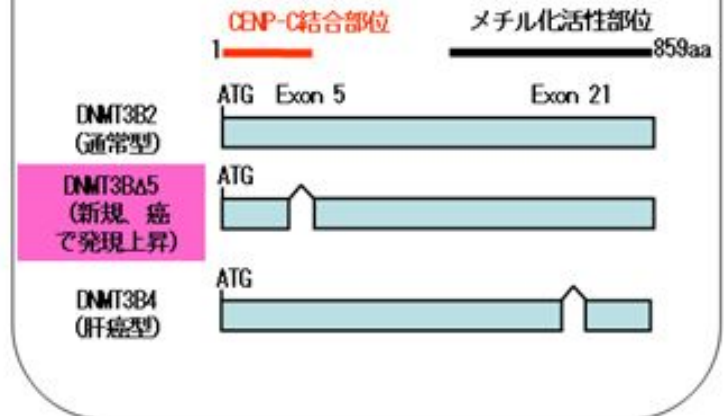 CENP-C結合部位 メチル化活性部位
1 859aa
ATG Exon 5 Exon 21
DNMT3B2
(通常型)
ATG
DNMT3BΔ5
(新規、癌
で発現上昇)
ATG
DNMT3B4
(肝癌型)